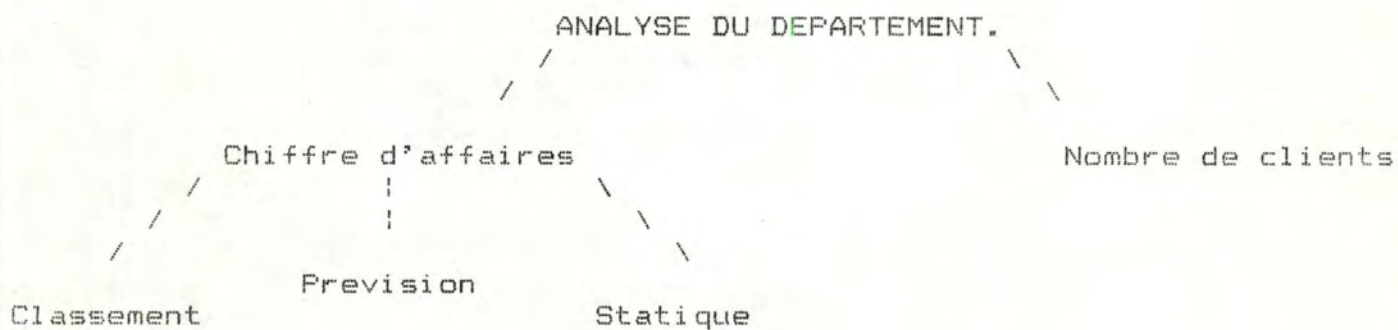 ANALYSE DU DEPARTEMENT.
Chiffre d'affaires Nombre de clients
Prevision
Classement Statique